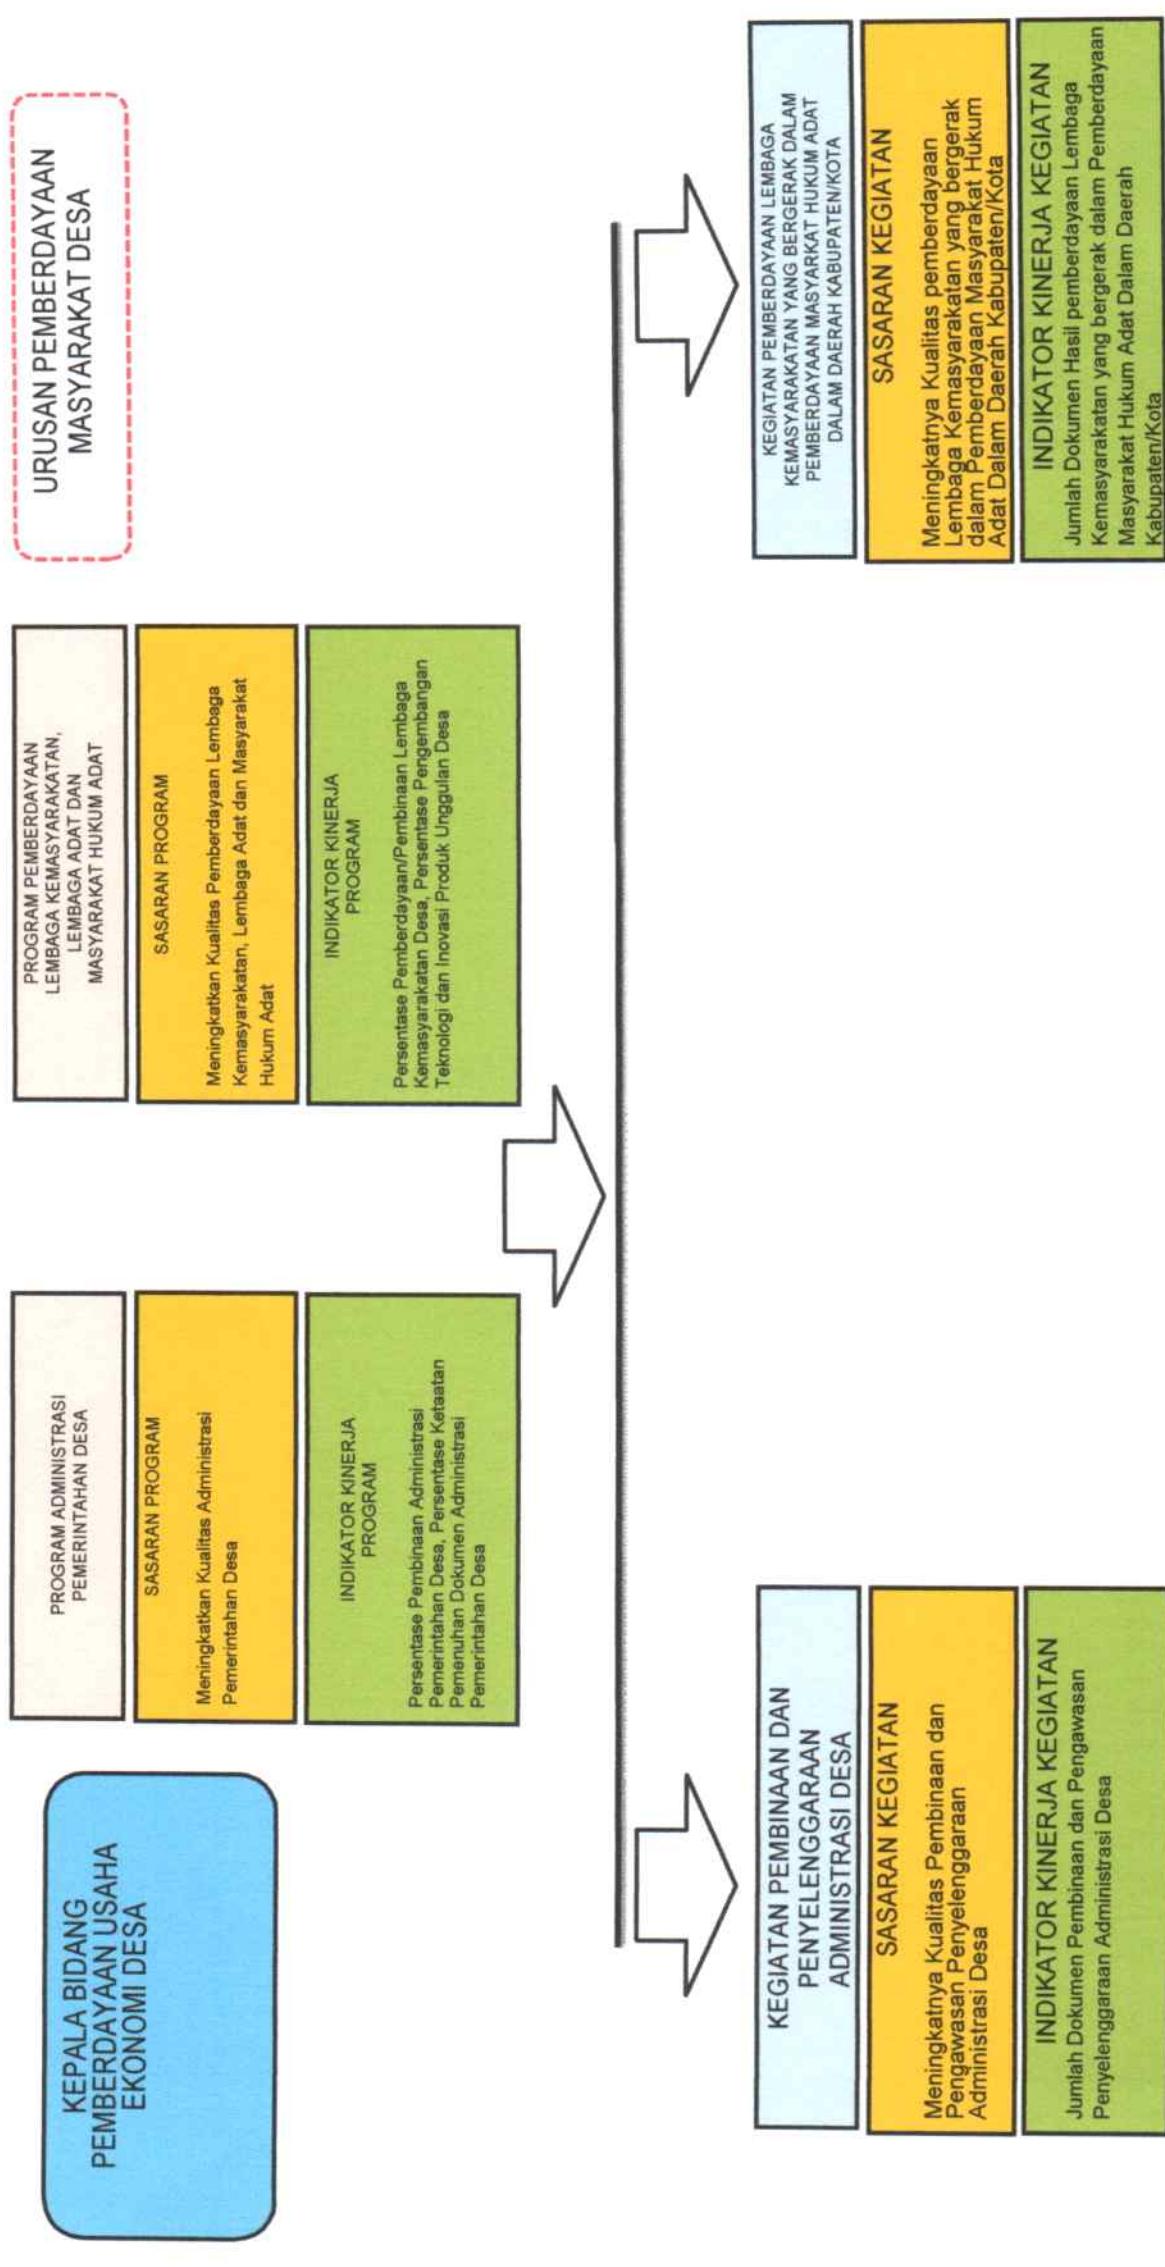 KEPALA BIDANG
PEMBERDAYAAN USAHA
EKONOMI DESA
PROGRAM ADMINISTRASI
PEMERINTAHAN DESA
SASARAN PROGRAM
Meningkatkan Kualitas Administrasi
Pemerintahan Desa
INDIKATOR KINERJA
PROGRAM
Persentase Pembinaan Administrasi
Pemerintahan Desa, Persentase Ketaatan
Pemenuhan Dokumen Administrasi
Pemerintahan Desa
PROGRAM PEMBERDAYAAN
LEMBAGA KEMASYARAKATAN,
LEMBAGA ADAT DAN
MASYARAKAT HUKUM ADAT
SASARAN PROGRAM
Meningkatkan Kualitas Pemberdayaan Lembaga
Kemasyarakatan, Lembaga Adat dan Masyarakat
Hukum Adat
INDIKATOR KINERJA
PROGRAM
Persentase Pemberdayaan/Pembinaan Lembaga
Kemasyarakatan Desa, Persentase Pengembangan
Teknologi dan Inovasi Produk Unggulan Desa
URUSAN PEMBERDAYAAN
MASYARAKAT DESA
KEGIATAN PEMBINAAN DAN
PENYELENGGARAAN
ADMINISTRASI DESA
SASARAN KEGIATAN
Meningkatnya Kualitas Pembinaan dan
Pengawasan Penyelenggaraan
Administrasi Desa
INDIKATOR KINERJA KEGIATAN
Jumlah Dokumen Pembinaan dan Pengawasan
Penyelenggaraan Administrasi Desa
KEGIATAN PEMBERDAYAAN LEMBAGA
KEMASYARAKATAN YANG BERGERAK DALAM
PEMBERDAYAAN MASYARKAT HUKUM ADAT
DALAM DAERAH KABUPATEN/KOTA
SASARAN KEGIATAN
Meningkatnya Kualitas pemberdayaan
Lembaga Kemasyarakatan yang bergerak
dalam Pemberdayaan Masyarakat Hukum
Adat Dalam Daerah Kabupaten/Kota
INDIKATOR KINERJA KEGIATAN
Jumlah Dokumen Hasil pemberdayaan Lembaga
Kemasyarakatan yang bergerak dalam Pemberdayaan
Masyarakat Hukum Adat Dalam Daerah
Kabupaten/Kota